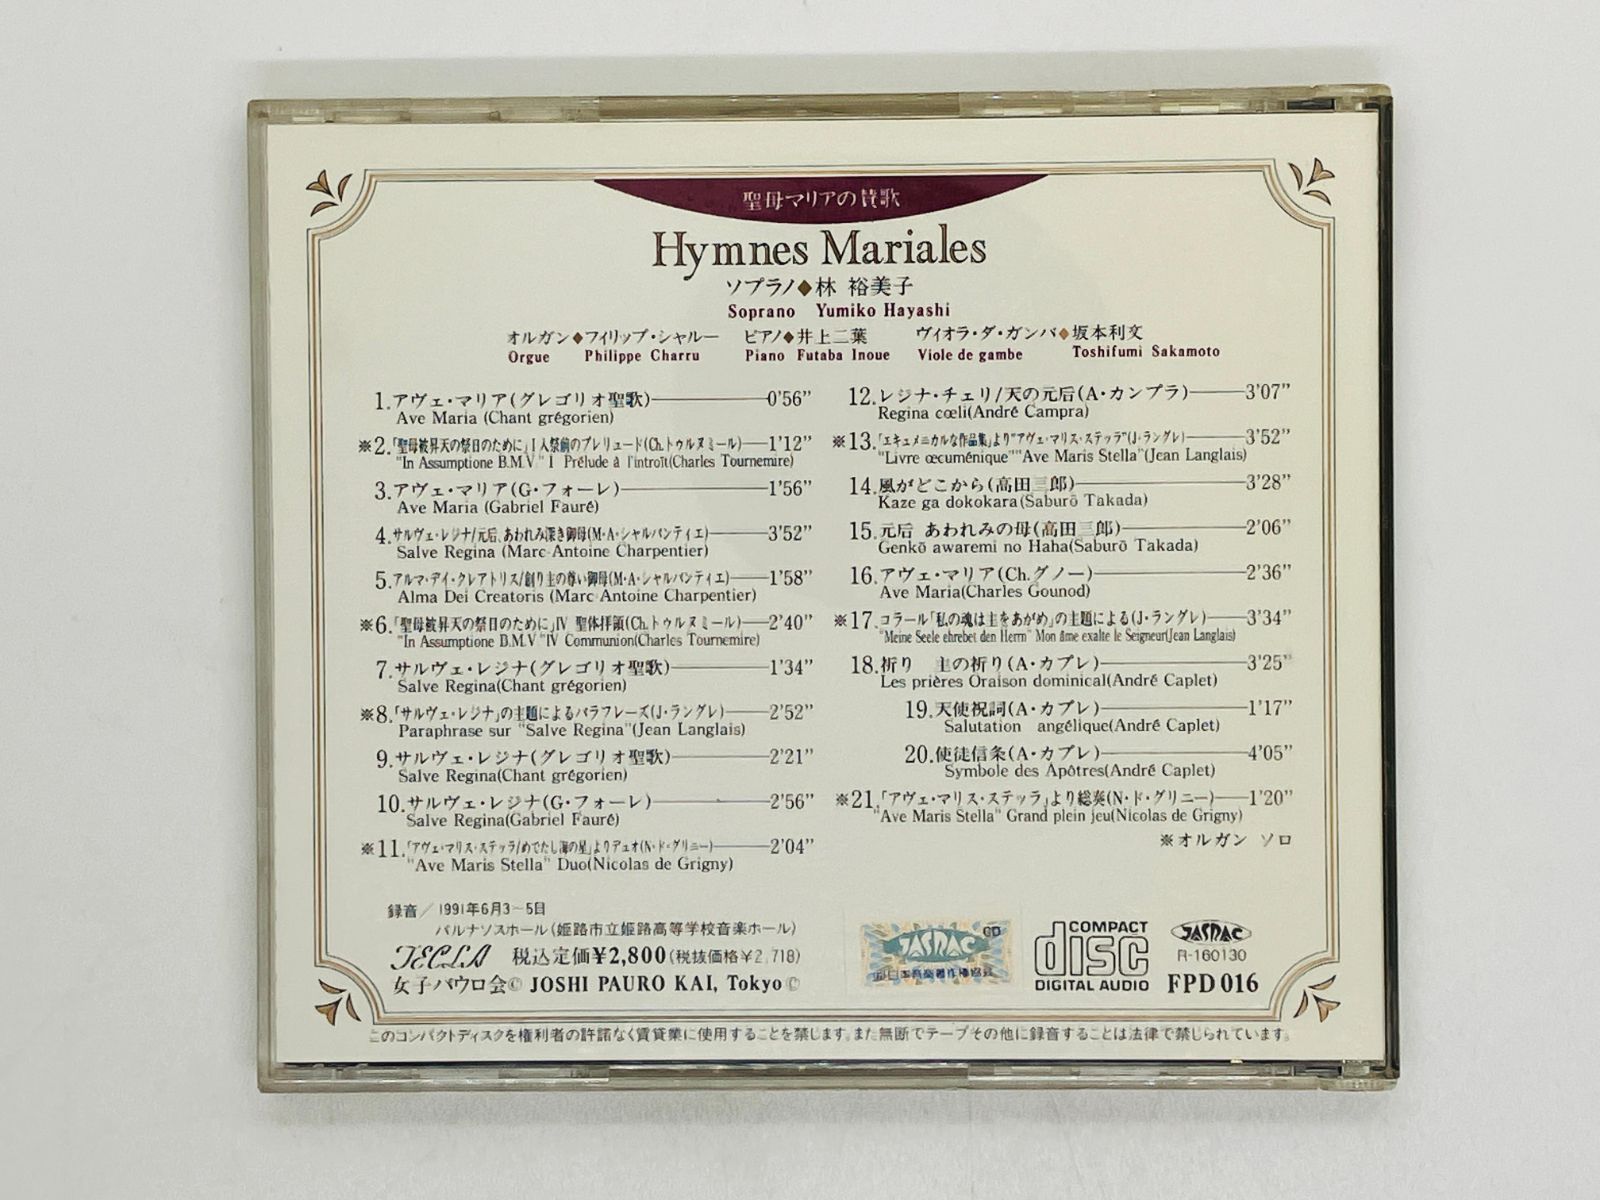 聖母マリアの賛歌
Hymnes Mariales
ソプラノ◆林 裕美子
Soprano Yumiko Hayashi
オルガン◆フィリップ・シャルー ピアノ◆井上二葉 ヴィオラ・ダ・ガンバ◆坂本利文
Orgue Philippe Charru Piano Futaba Inoue Viole de gambe Toshifumi Sakamoto
1.アヴェ・マリア(グレゴリオ聖歌)―0'56"
Ave Maria (Chant grégorien)
※2.「聖母被昇天の祭日のために」I 入祭前のプレリュード(Ch.トゥルヌミール)―1'12"
"In Assumptione B.M.V." I Prélude à l'introït(Charles Tournemire)
3.アヴェ・マリア(G・フォーレ)―1'56"
Ave Maria (Gabriel Fauré)
4.サルヴェ・レジナ/元后、あわれみ深き御母(M・A・シャルパンティエ)―3'52"
Salve Regina (Marc-Antoine Charpentier)
5.アルマ・デイ・クレアトリス/創り主の尊い御母(M・A・シャルパンティエ)―1'58"
Alma Dei Creatoris (Marc-Antoine Charpentier)
※6.「聖母被昇天の祭日のために」IV 聖体拝領(Ch.トゥルヌミール)―2'40"
"In Assumptione B.M.V "IV Communion(Charles Tournemire)
7.サルヴェ・レジナ(グレゴリオ聖歌)―1'34"
Salve Regina(Chant grégorien)
※8.「サルヴェ・レジナ」の主題によるパラフレーズ(J・ラングレ)―2'52"
Paraphrase sur "Salve Regina"(Jean Langlais)
9.サルヴェ・レジナ(グレゴリオ聖歌)―2'21"
Salve Regina(Chant grégorien)
10.サルヴェ・レジナ(G・フォーレ)―2'56"
Salve Regina(Gabriel Fauré)
※11.「アヴェ・マリス・ステッラ/めでたし海の星」よりデュオ(N・ド・グリニー)―2'04"
"Ave Maris Stella" Duo(Nicolas de Grigny)
12.レジナ・チェリ/天の元后(A・カンプラ)―3'07"
Regina cœli(André Campra)
※13.「エキュメニカルな作品集」より"アヴェ・マリス・ステッラ"(J・ラングレ)―3'52"
"Livre œcuménique""Ave Maris Stella"(Jean Langlais)
14.風がどこから(高田三郎)―3'28"
Kaze ga dokokara(Saburō Takada)
15.元后 あわれみの母(高田三郎)―2'06"
Genkō awaremi no Haha(Saburō Takada)
16.アヴェ・マリア(Ch.グノー)―2'36"
Ave Maria(Charles Gounod)
※17.コラール「私の魂は主をあがめ」の主題による(J・ラングレ)―3'34"
"Meine Seele ehrebet den Herrn" Mon âme exalte le Seigneur(Jean Langlais)
18.祈り 主の祈り(A・カプレ)―3'25"
Les prières Oraison dominical(André Caplet)
19.天使祝詞(A・カプレ)―1'17"
Salutation angélique(André Caplet)
20.使徒信条(A・カプレ)―4'05"
Symbole des Apôtres(André Caplet)
※21.「アヴェ・マリス・ステッラ」より総奏(N・ド・グリニー)―1'20"
"Ave Maris Stella" Grand plein jeu(Nicolas de Grigny)
※オルガン ソロ
録音/1991年6月3~5日
パルナソスホール(姫路市立姫路高等学校音楽ホール)
TECLA 税込定価¥2,800(税抜価格¥2,718)
女子パウロ会© JOSHI PAURO KAI, Tokyo©
JASRAC CD
日本音楽著作権協会
COMPACT
disc
DIGITAL AUDIO
JASRAC
R-160130
FPD 016
このコンパクトディスクを権利者の許諾なく賃貸業に使用することを禁じます。また無断でテープその他に録音することは法律で禁じられています。